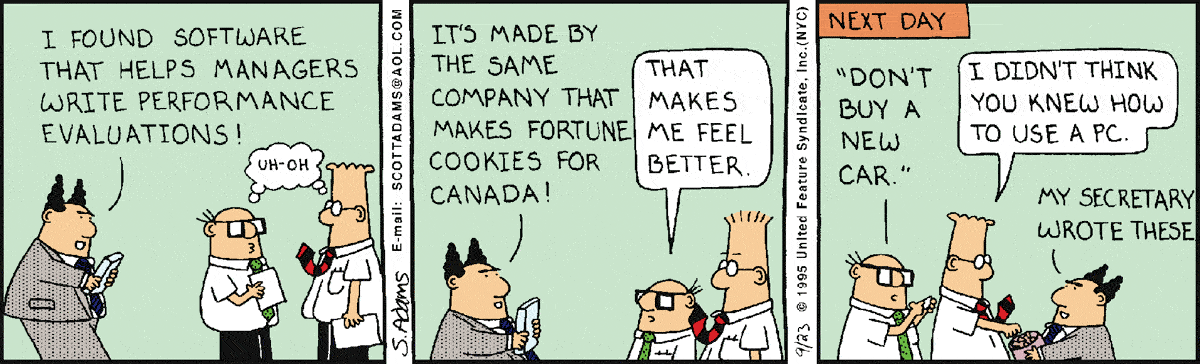 I FOUND SOFTWARE
THAT HELPS MANAGERS
WRITE PERFORMANCE
EVALUATIONS!
UH-OH
S. Adams E-mail: SCOTTADAMS@AOL.COM
IT'S MADE BY
THE SAME
COMPANY THAT
MAKES FORTUNE
COOKIES FOR
CANADA!
THAT
MAKES
ME FEEL
BETTER.
9/23 © 1995 United Feature Syndicate, Inc.(NYC)
NEXT DAY
"DON'T
BUY A
NEW
CAR."
I DIDN'T THINK
YOU KNEW HOW
TO USE A PC.
MY SECRETARY
WROTE THESE